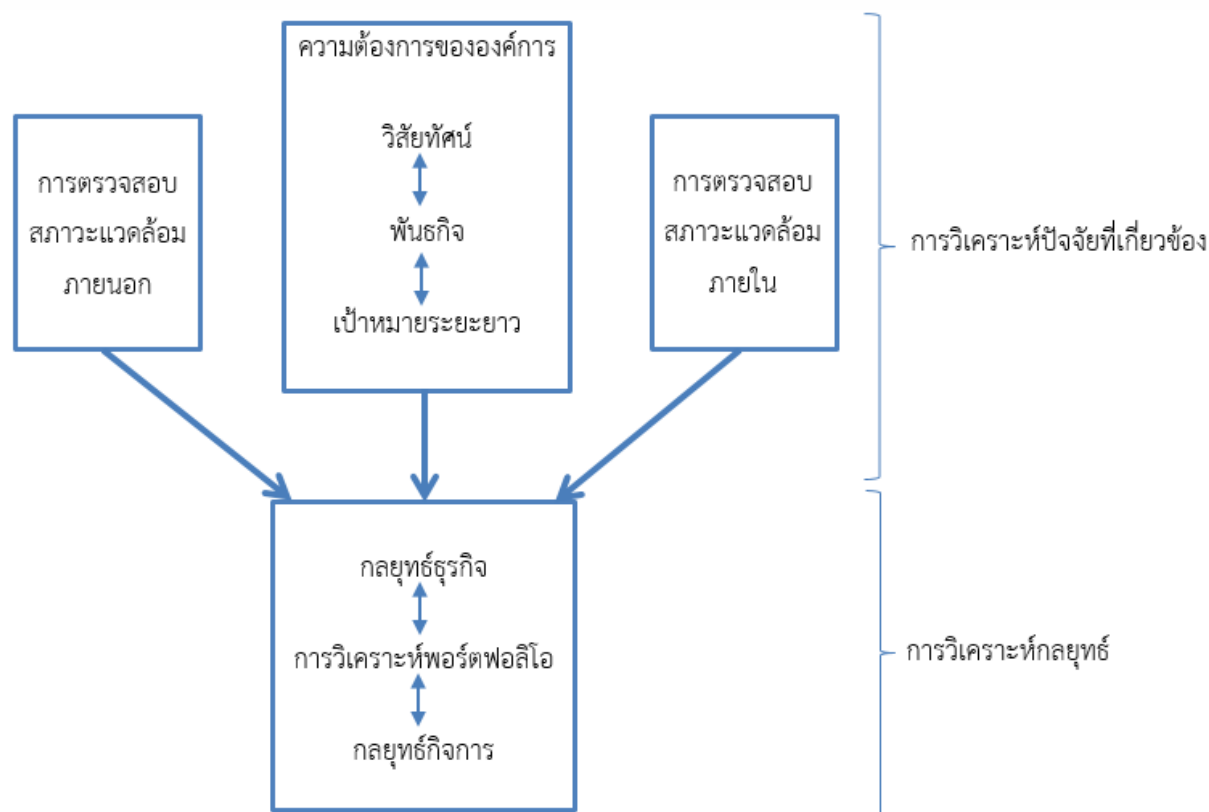 ความต้องการขององค์การ
วิสัยทัศน์
พันธกิจ
เป้าหมายระยะยาว
การตรวจสอบ
สภาวะแวดล้อม
ภายนอก
การตรวจสอบ
สภาวะแวดล้อม
ภายใน
การวิเคราะห์ปัจจัยที่เกี่ยวข้อง
กลยุทธ์ธุรกิจ
การวิเคราะห์พอร์ตฟอลิโอ
กลยุทธ์กิจการ
การวิเคราะห์กลยุทธ์